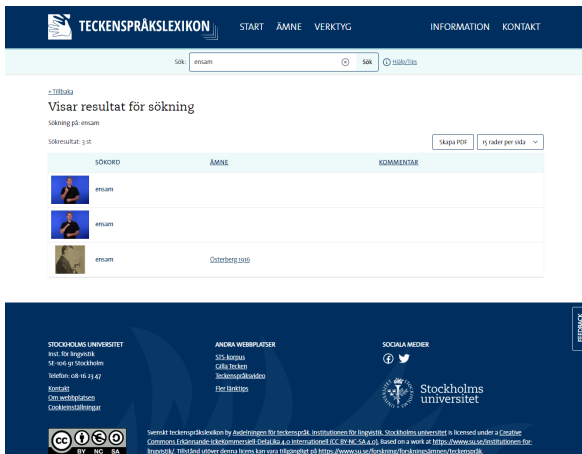 TECKENSPRÅKSLEXIKON START ÄMNE VERKTYG INFORMATION KONTAKT
Sök: ensam Sök Hjälp/Tips
« Tillbaka
Visar resultat för sökning
Sökning på: ensam
Sökresultat: 3 st Skapa PDF 15 rader per sida
SÖKORD ÄMNE KOMMENTAR
ensam
ensam
ensam Österberg 1916
FEEDBACK
STOCKHOLMS UNIVERSITET ANDRA WEBBPLATSER SOCIALA MEDIER
Inst. för lingvistik STS-korpus
SE-106 91 Stockholm Gilla Tecken
Telefon: 08-16 23 47 Teckenspråksvideo
Kontakt Fler länktips
Om webbplatsen
Cookieinställningar
Stockholms
universitet
Svenskt teckenspråkslexikon by Avdelningen för teckenspråk, Institutionen för lingvistik, Stockholms universitet is licensed under a Creative
Commons Erkännande-IckeKommersiell-DelaLika 4.0 Internationell (CC BY-NC-SA 4.0). Based on a work at https://www.su.se/institutionen-for-
lingvistik/. Tillstånd utöver denna licens kan vara tillgängligt på https://www.su.se/forskning/forskningsämnen/teckenspråk.
cc BY NC SA